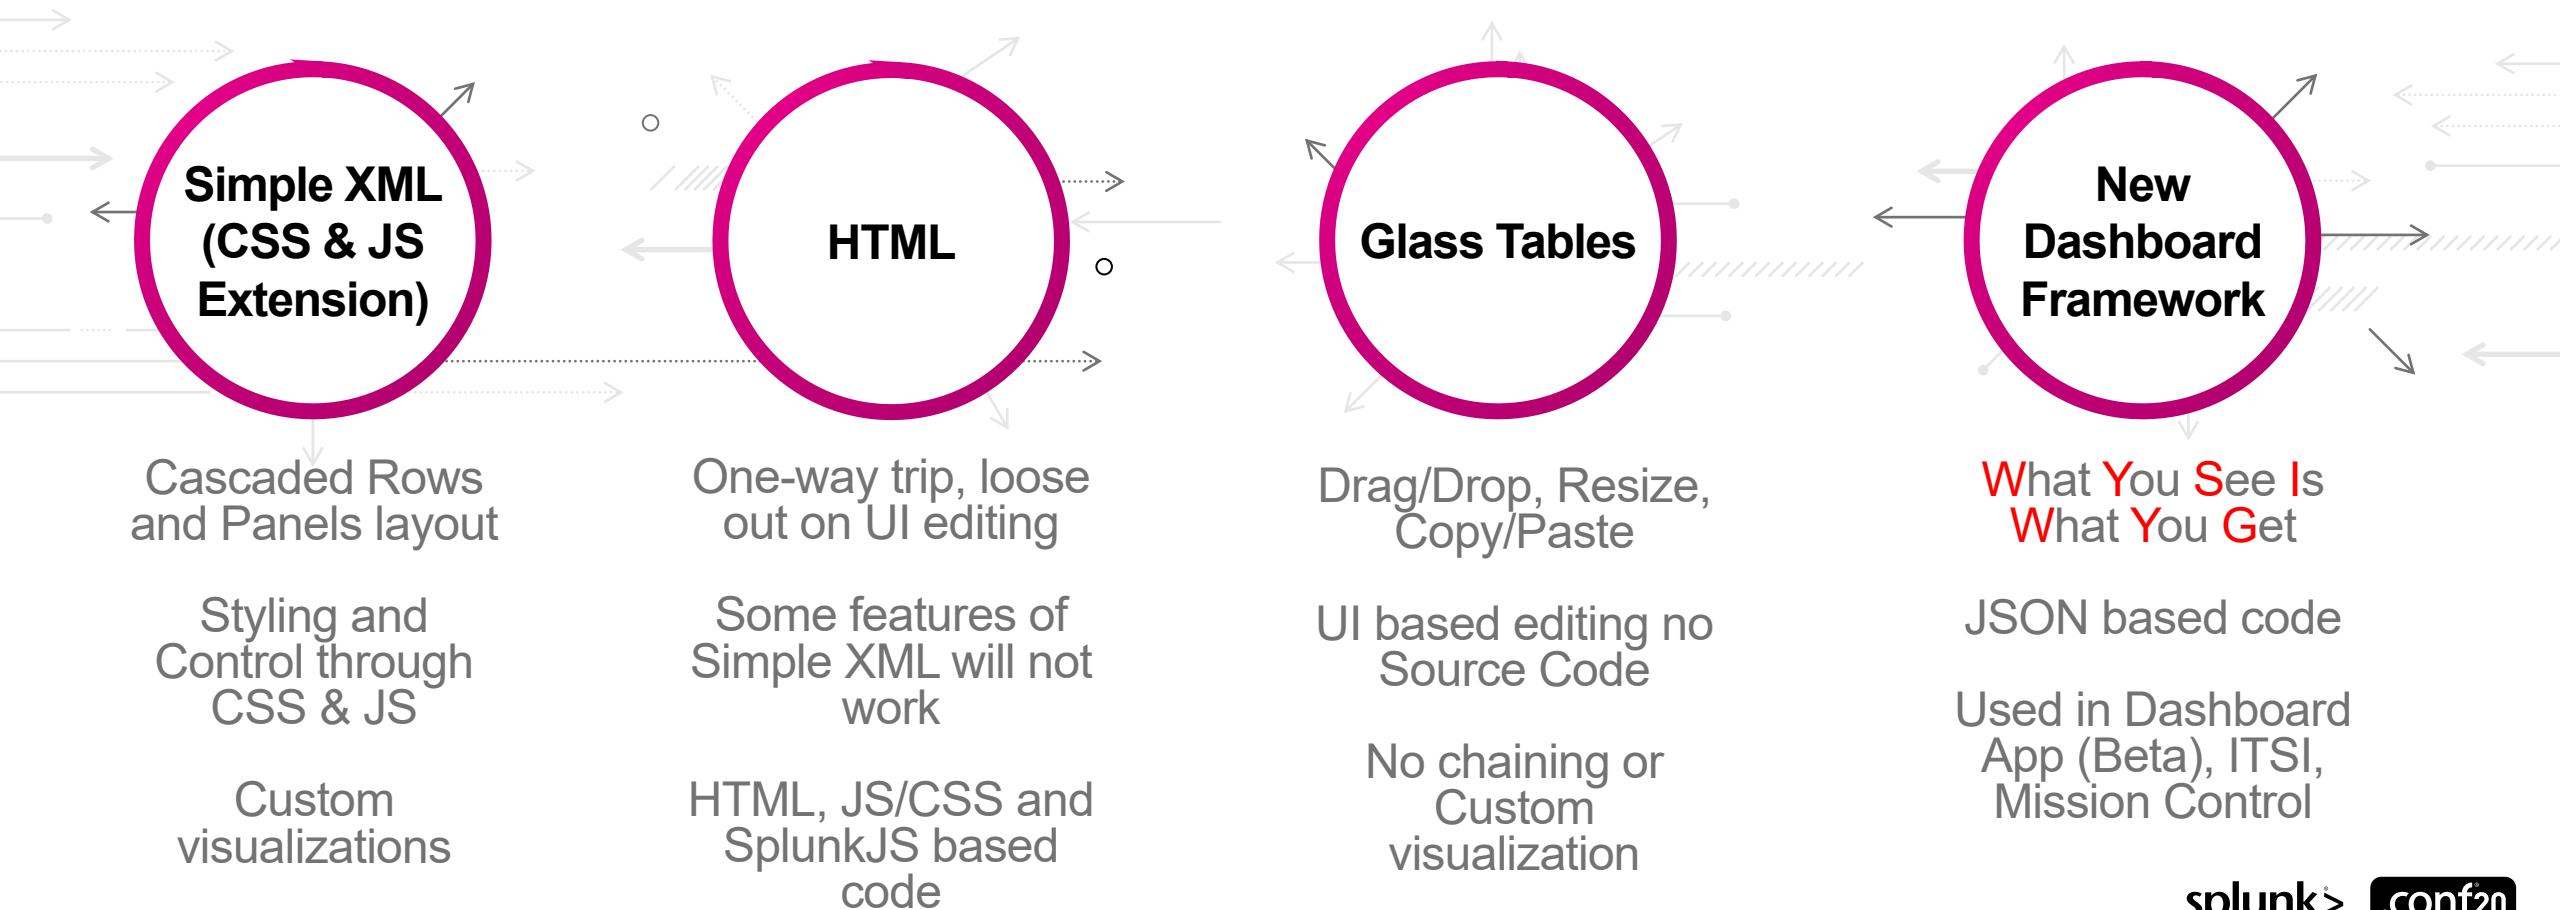 Simple XML
(CSS & JS
Extension)
Cascaded Rows
and Panels layout
Styling and
Control through
CSS & JS
Custom
visualizations
HTML
One-way trip, loose
out on UI editing
Some features of
Simple XML will not
work
HTML, JS/CSS and
SplunkJS based
code
Glass Tables
Drag/Drop, Resize,
Copy/Paste
UI based editing no
Source Code
No chaining or
Custom
visualization
New
Dashboard
Framework
What You See Is
What You Get
JSON based code
Used in Dashboard
App (Beta), ITSI,
Mission Control
splunk> .conf20